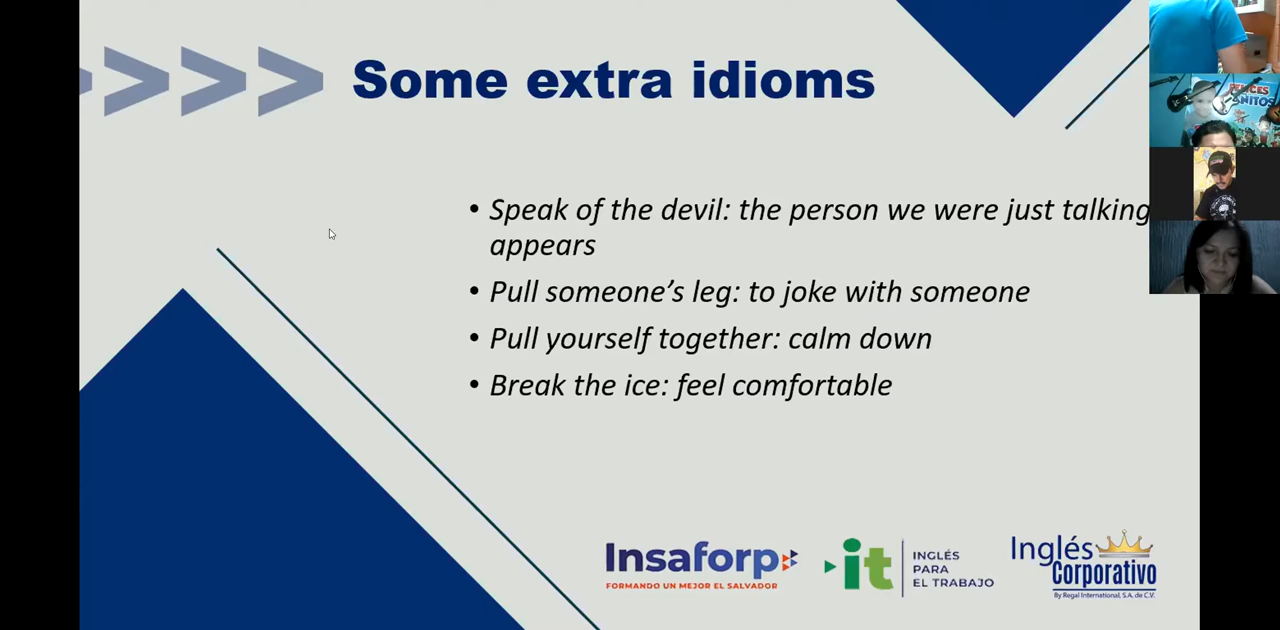 Some extra idioms
• Speak of the devil: the person we were just talking
appears
• Pull someone's leg: to joke with someone
• Pull yourself together: calm down
• Break the ice: feel comfortable
Insaforp
FORMANDO UN MEJOR EL SALVADOR
it
INGLÉS
PARA
EL TRABAJO
Inglés
Corporativo
By Regal International, S.A. de C.V.